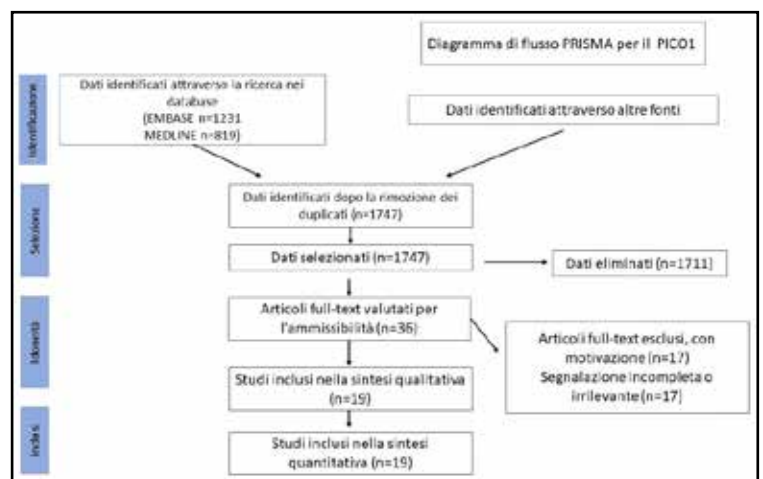 Diagramma di flusso PRISMA per il PICO1
Identificazione
Dati identificati attraverso la ricerca nei
database
(EMBASE n=1231
MEDLINE n=819)
Dati identificati attraverso altre fonti
Selezione
Dati identificati dopo la rimozione dei
duplicati (n=1747)
Dati selezionati (n=1747)
Dati eliminati (n=1711)
Idoneità
Articoli full-text valutati per
l'ammissibilità (n=36)
Articoli full-text esclusi, con
motivazione (n=17)
Segnalazione incompleta o
irrilevante (n=17)
Studi inclusi nella sintesi qualitativa
(n=19)
Inclusi
Studi inclusi nella sintesi
quantitativa (n=19)